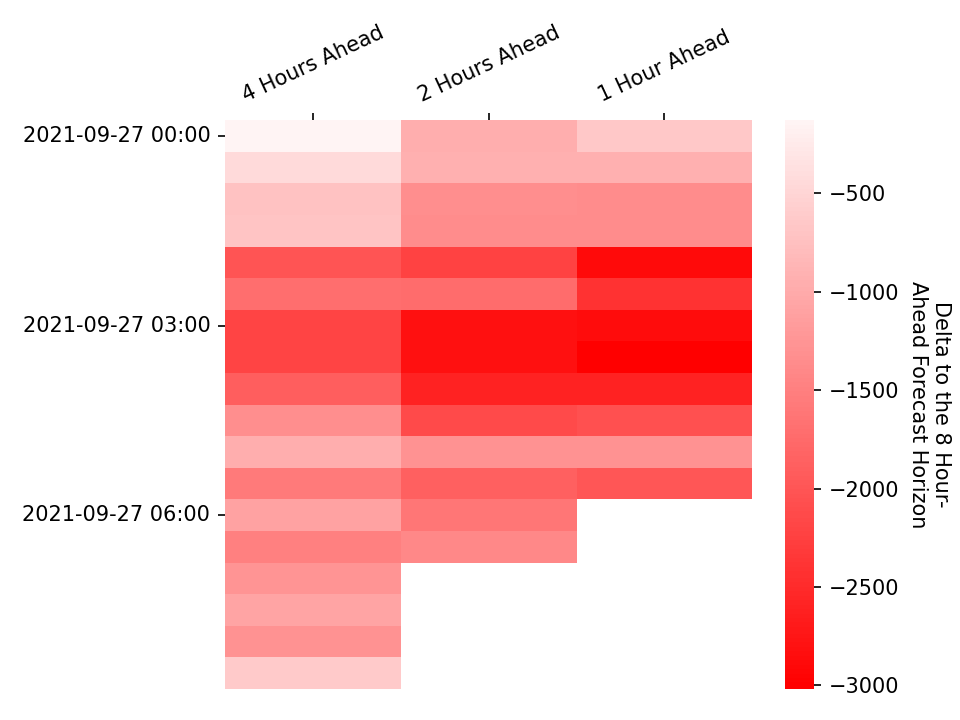 4 Hours Ahead
2 Hours Ahead
1 Hour Ahead
2021-09-27 00:00
2021-09-27 03:00
2021-09-27 06:00
−500
−1000
−1500
−2000
−2500
−3000
Delta to the 8 Hour-
Ahead Forecast Horizon